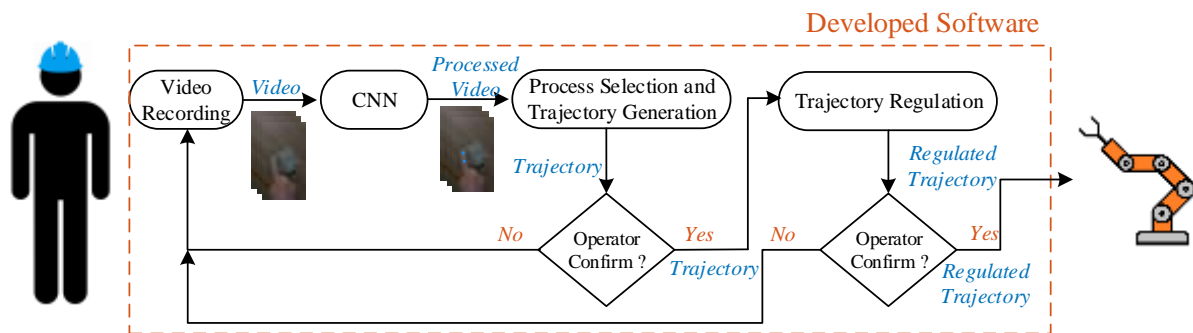 Developed Software
Video
Recording
Video
CNN
Processed
Video
Process Selection and
Trajectory Generation
Trajectory Regulation
Trajectory
Regulated
Trajectory
No
Operator
Confirm ?
Yes
Trajectory
No
Operator
Confirm ?
Yes
Regulated
Trajectory